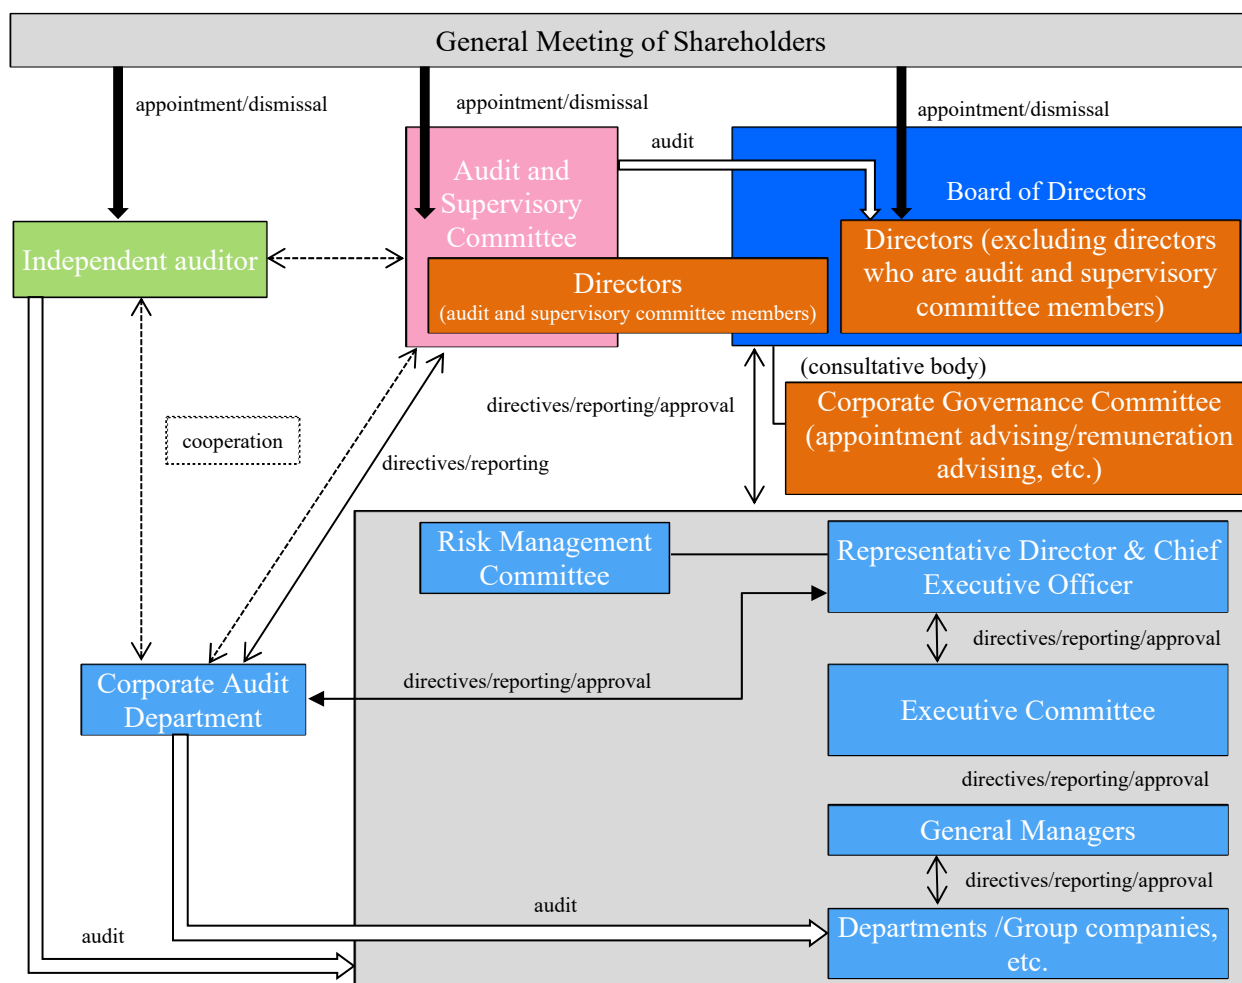 General Meeting of Shareholders
appointment/dismissal
appointment/dismissal
appointment/dismissal
audit
Audit and
Supervisory
Committee
Board of Directors
Independent auditor
Directors (excluding directors
who are audit and supervisory
committee members)
Directors
(audit and supervisory committee members)
(consultative body)
directives/reporting/approval
Corporate Governance Committee
(appointment advising/remuneration
advising, etc.)
cooperation
directives/reporting
Risk Management
Committee
Representative Director & Chief
Executive Officer
directives/reporting/approval
Corporate Audit
Department
directives/reporting/approval
Executive Committee
directives/reporting/approval
General Managers
directives/reporting/approval
audit
audit
Departments /Group companies,
etc.